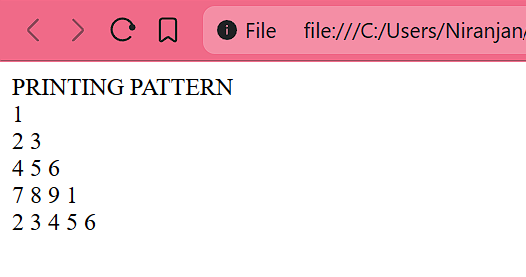 File file:///C:/Users/Niranjan/
PRINTING PATTERN
1
2 3
4 5 6
7 8 9 1
2 3 4 5 6